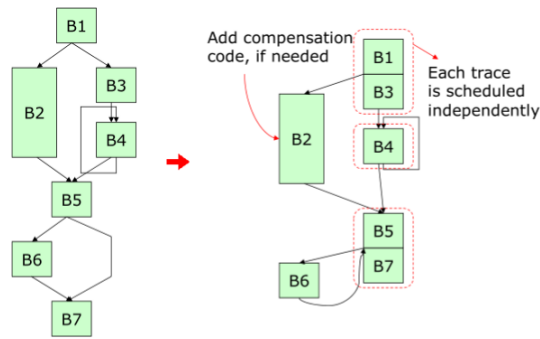 B1
B2
B3
B4
B5
B6
B7
Add compensation
code, if needed
B1
B3
Each trace
is scheduled
independently
B2
B4
B5
B7
B6